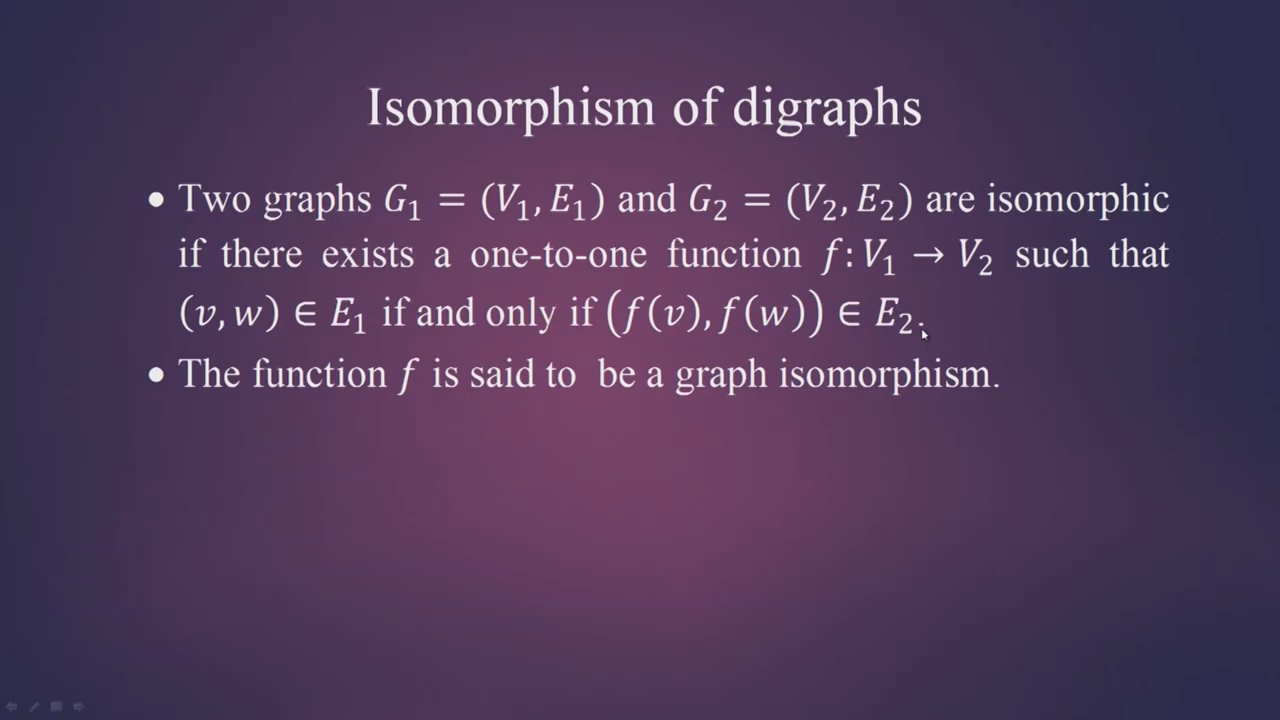 Isomorphism of digraphs
• Two graphs G₁ = (V₁, E₁) and G₂ = (V₂, E₂) are isomorphic
if there exists a one-to-one function f: V₁ → V₂ such that
(v, w) ∈ E₁ if and only if (f(v), f(w)) ∈ E₂.
• The function f is said to be a graph isomorphism.